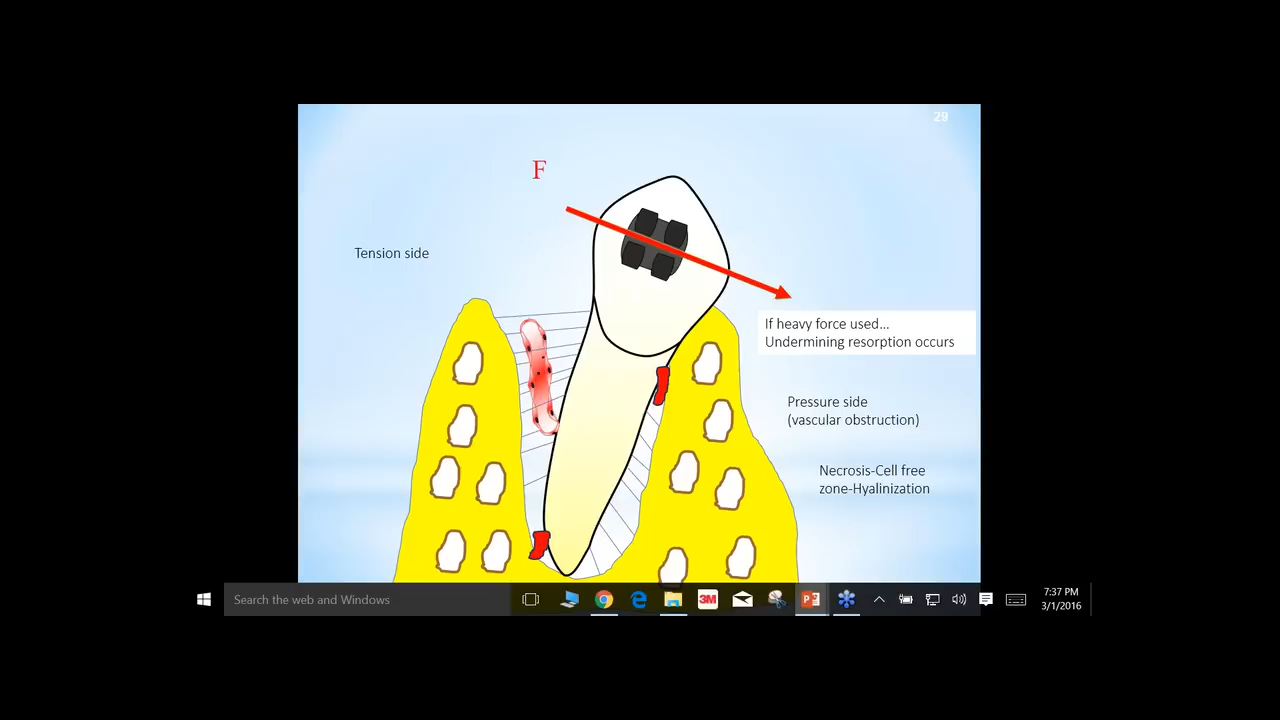 29
F
Tension side
If heavy force used...
Undermining resorption occurs
Pressure side
(vascular obstruction)
Necrosis-Cell free
zone-Hyalinization
Search the web and Windows
3M
P
7:37 PM
3/1/2016